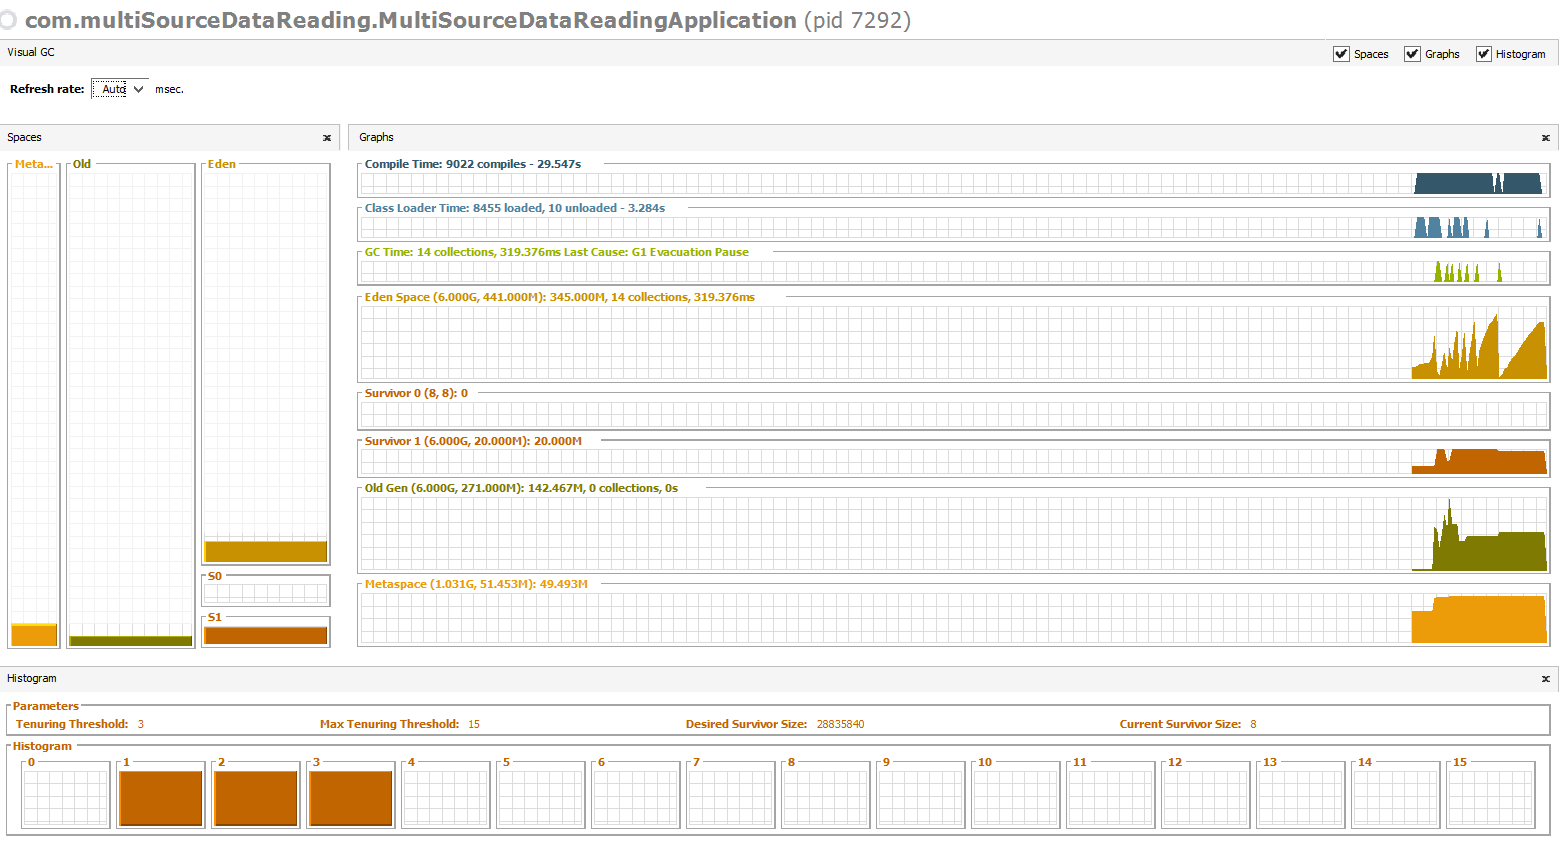 com.multiSourceDataReading.MultiSourceDataReadingApplication (pid 7292)
Visual GC
Spaces
Graphs
Histogram
Refresh rate: Auto msec.
Spaces
Graphs
Meta...
Old
Eden
S0
S1
Compile Time: 9022 compiles - 29.547s
Class Loader Time: 8455 loaded, 10 unloaded - 3.284s
GC Time: 14 collections, 319.376ms Last Cause: G1 Evacuation Pause
Eden Space (6.000G, 441.000M): 345.000M, 14 collections, 319.376ms
Survivor 0 (8, 8): 0
Survivor 1 (6.000G, 20.000M): 20.000M
Old Gen (6.000G, 271.000M): 142.467M, 0 collections, 0s
Metaspace (1.031G, 51.453M): 49.493M
Histogram
Parameters
Tenuring Threshold: 3
Max Tenuring Threshold: 15
Desired Survivor Size: 28835840
Current Survivor Size: 8
Histogram
0 1 2 3 4 5 6 7 8 9 10 11 12 13 14 15